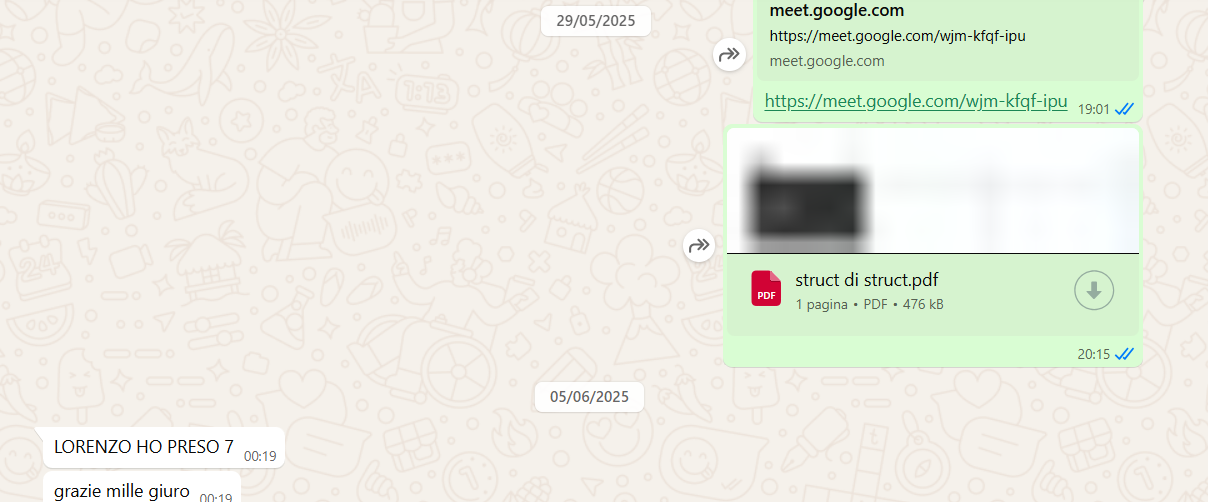 29/05/2025
meet.google.com
https://meet.google.com/wjm-kfqf-ipu
meet.google.com
https://meet.google.com/wjm-kfqf-ipu 19:01
PDF
struct di struct.pdf
1 pagina • PDF • 476 kB
20:15
05/06/2025
LORENZO HO PRESO 7 00:19
grazie mille giuro 00:19